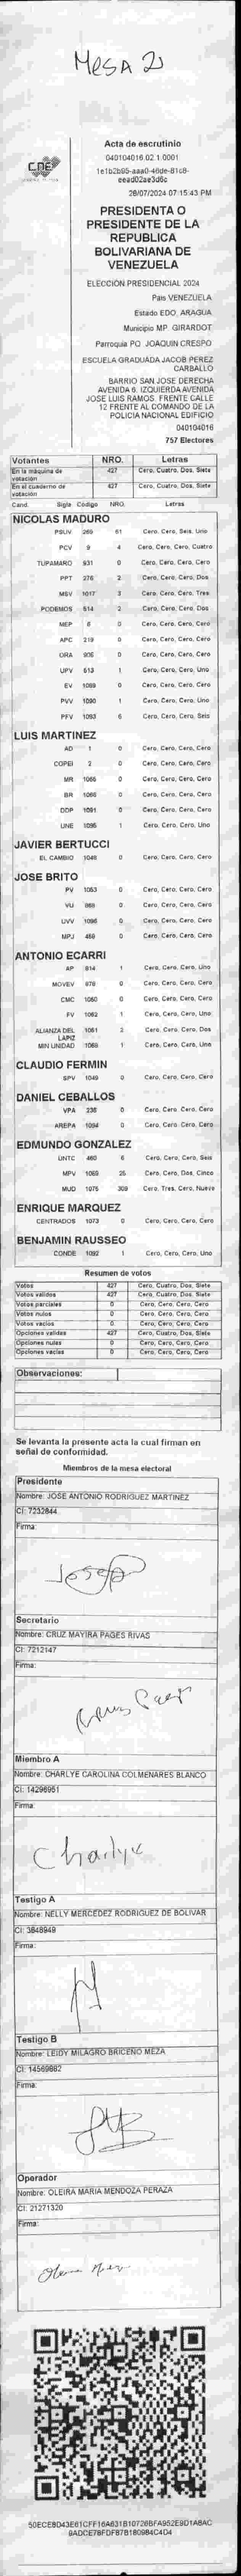 MESA 2
CNE
Acta de escrutinio
040104016.02.1.0001
28/07/2024 07:15:43 PM
PRESIDENTA O
PRESIDENTE DE LA
REPUBLICA
BOLIVARIANA DE
VENEZUELA
ELECCIÓN PRESIDENCIAL 2024
Pais VENEZUELA
Estado EDO. ARAGUA
Municipio MP. GIRARDOT
Parroquia PQ. JOAQUIN CRESPO
ESCUELA GRADUADA JACOB PEREZ
CARBALLO
BARRIO SAN JOSE DERECHA
AVENIDA 6. IZQUIERDA AVENIDA
JOSE LUIS RAMOS. FRENTE CALLE
12 FRENTE AL COMANDO DE LA
POLICIA NACIONAL EDIFICIO
040104016
757 Electores
Votantes NRO. Letras
En la máquina de votación 427 Cero, Cuatro, Dos, Siete
En el cuaderno de votación 427 Cero, Cuatro, Dos, Siete
Cand. Sigla Código NRO. Letras
NICOLAS MADURO
PSUV 269 61 Cero, Cero, Seis, Uno
PCV 9 4 Cero, Cero, Cero, Cuatro
TUPAMARO 931 0 Cero, Cero, Cero, Cero
PPT 276 2 Cero, Cero, Cero, Dos
MSV 1017 3 Cero, Cero, Cero, Tres
PODEMOS 514 2 Cero, Cero, Cero, Dos
MEP 6 0 Cero, Cero, Cero, Cero
APC 219 0 Cero, Cero, Cero, Cero
ORA 906 0 Cero, Cero, Cero, Cero
UPV 613 1 Cero, Cero, Cero, Uno
EV 1089 0 Cero, Cero, Cero, Cero
PVV 1090 1 Cero, Cero, Cero, Uno
PFV 1093 6 Cero, Cero, Cero, Seis
LUIS MARTINEZ
AD 1 0 Cero, Cero, Cero, Cero
COPEI 2 0 Cero, Cero, Cero, Cero
MR 1066 0 Cero, Cero, Cero, Cero
BR 0 Cero, Cero, Cero, Cero
DDP 1091 0 Cero, Cero, Cero, Cero
UNE 1095 1 Cero, Cero, Cero, Uno
JAVIER BERTUCCI
EL CAMBIO 1048 0 Cero, Cero, Cero, Cero
JOSE BRITO
PV 1053 0 Cero, Cero, Cero, Cero
VU 968 0 Cero, Cero, Cero, Cero
UVV 1096 0 Cero, Cero, Cero, Cero
MPJ 459 0 Cero, Cero, Cero, Cero
ANTONIO ECARRI
AP 814 1 Cero, Cero, Cero, Uno
MOVEV 978 0 Cero, Cero, Cero, Cero
CMC 1050 0 Cero, Cero, Cero, Cero
FV 1062 1 Cero, Cero, Cero, Uno
ALIANZA DEL LAPIZ 1061 2 Cero, Cero, Cero, Dos
MIN UNIDAD 1069 1 Cero, Cero, Cero, Uno
CLAUDIO FERMIN
SPV 1049 0 Cero, Cero, Cero, Cero
DANIEL CEBALLOS
VPA 235 0 Cero, Cero, Cero, Cero
AREPA 1094 0 Cero, Cero, Cero, Cero
EDMUNDO GONZALEZ
UNTC 460 6 Cero, Cero, Cero, Seis
MPV 1069 25 Cero, Cero, Dos, Cinco
MUD 1075 309 Cero, Tres, Cero, Nueve
ENRIQUE MARQUEZ
CENTRADOS 1073 0 Cero, Cero, Cero, Cero
BENJAMIN RAUSSEO
CONDE 1092 1 Cero, Cero, Cero, Uno
Resumen de votos
Votos 427 Cero, Cuatro, Dos, Siete
Votos validos 427 Cero, Cuatro, Dos, Siete
Votos parciales 0 Cero, Cero, Cero, Cero
Votos nulos 0 Cero, Cero, Cero, Cero
Votos vacios 0 Cero, Cero, Cero, Cero
Opciones validas 427 Cero, Cuatro, Dos, Siete
Opciones nulas 0 Cero, Cero, Cero, Cero
Opciones vacias 0 Cero, Cero, Cero, Cero
Observaciones:
Se levanta la presente acta la cual firman en
señal de conformidad.
Miembros de la mesa electoral
Presidente
Nombre: JOSE ANTONIO RODRIGUEZ MARTINEZ
CI: 7232844
Firma:
Secretario
Nombre: CRUZ MAYIRA PAGES RIVAS
CI: 7212147
Firma:
Miembro A
Nombre: CHARLYE CAROLINA COLMENARES BLANCO
CI: 14296951
Firma:
Charlye
Testigo A
Nombre: NELLY MERCEDEZ RODRIGUEZ DE BOLIVAR
CI: 3848949
Firma:
Testigo B
Nombre: LEIDY MILAGRO BRICEÑO MEZA
CI: 14569862
Firma:
Operador
Nombre: OLEIRA MARIA MENDOZA PERAZA
CI: 21271320
Firma: